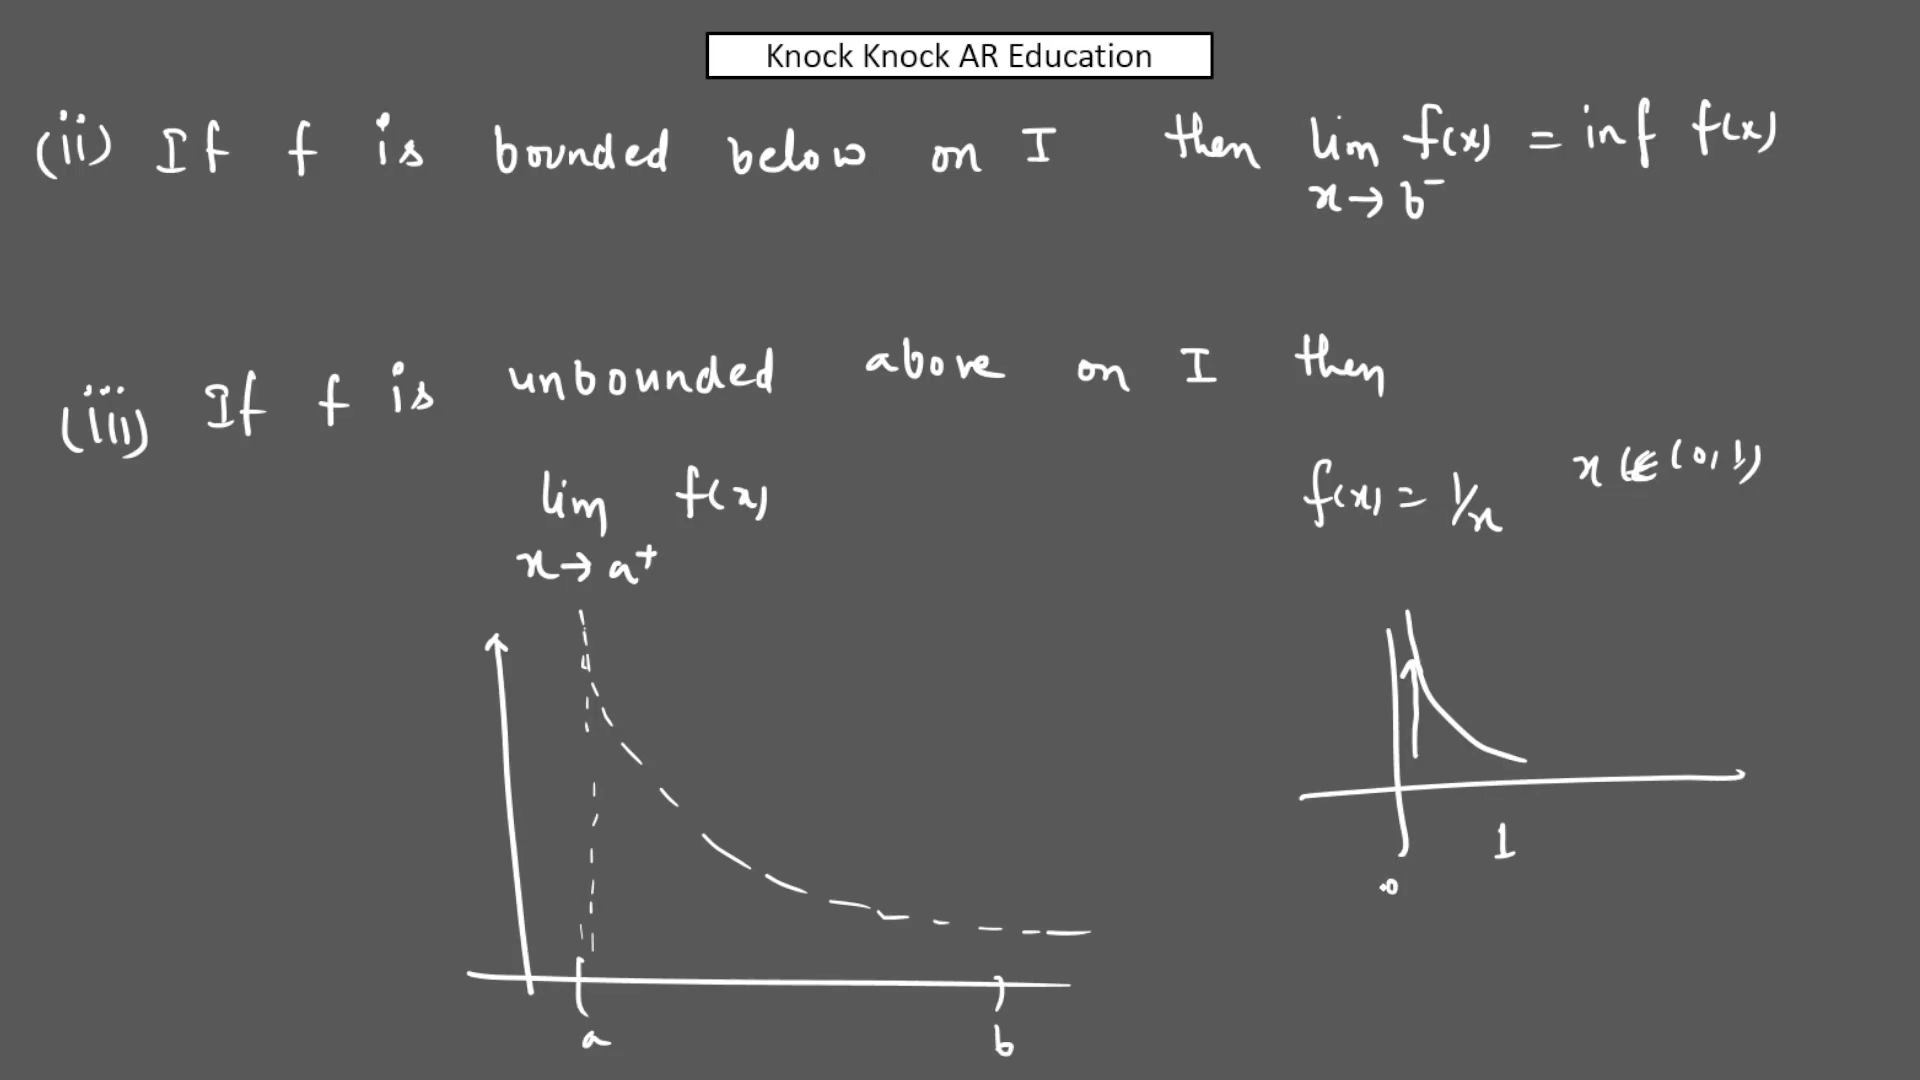 Knock Knock AR Education
(ii) If f is bounded below on I then lim f(x) = inf f(x)
x→b⁻
(iii) If f is unbounded above on I then
lim f(x)
x→a⁺
f(x) = 1/x x ∈ (0,1)
0
1
a
b